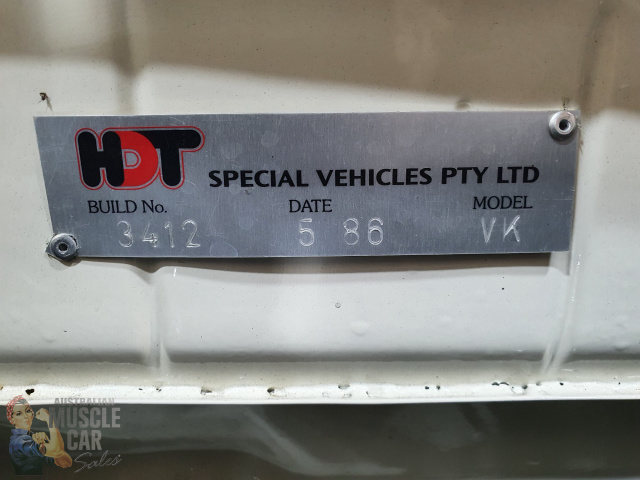 HDT SPECIAL VEHICLES PTY LTD
BUILD No. DATE MODEL
3412 5 86 VK
AUSTRALIAN
MUSCLE
CAR
Sales